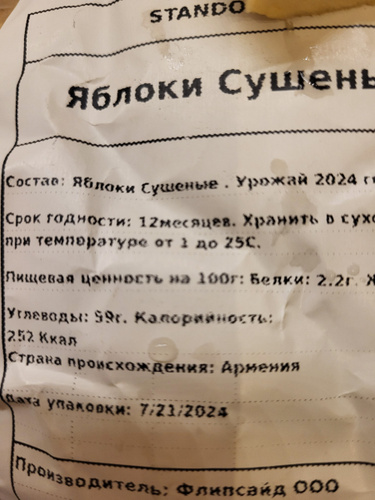 STANDO
Яблоки Сушены
Состав: Яблоки Сушеные . Урожай 2024 г
Срок годности: 12месяцев. Хранить в сухо
при температуре от 1 до 25С.
Пищевая ценность на 100г: Белки: 2.2г. Ж
Углеводы: 59г. Калорийность:
252 Ккал
Страна происхождения: Армения
Дата упаковки: 7/21/2024
Производитель: Флипсайд ООО